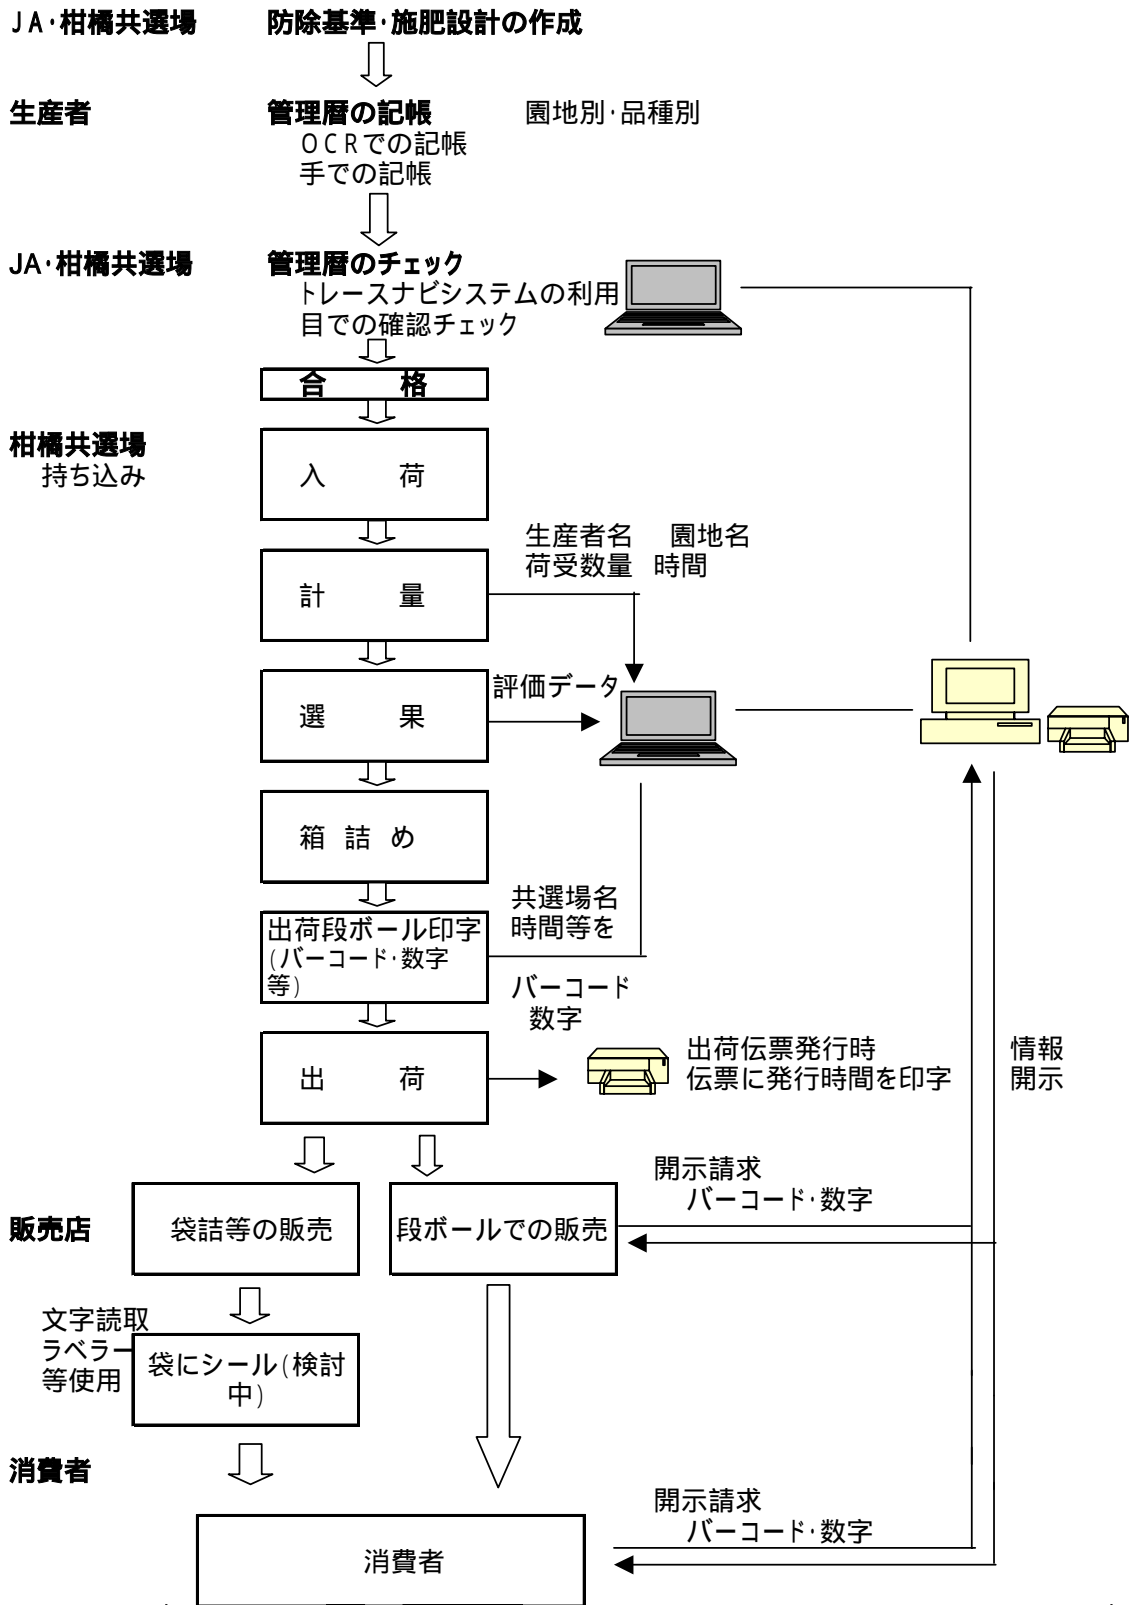 JA・柑橘共選場　防除基準・施肥設計の作成
生産者　管理暦の記帳　園地別・品種別
OCRでの記帳
手での記帳
JA・柑橘共選場　管理暦のチェック
トレースナビシステムの利用
目での確認チェック
合　格
柑橘共選場
持ち込み
入　荷
生産者名　園地名
荷受数量　時間
計　量
評価データ
選　果
箱 詰 め
共選場名
時間等を
出荷段ボール印字
(バーコード・数字
等)
バーコード
数字
出　荷
出荷伝票発行時
伝票に発行時間を印字
情報
開示
開示請求
バーコード・数字
販売店
袋詰等の販売
段ボールでの販売
文字読取
ラベラー
等使用
袋にシール(検討
中)
消費者
開示請求
バーコード・数字
消費者